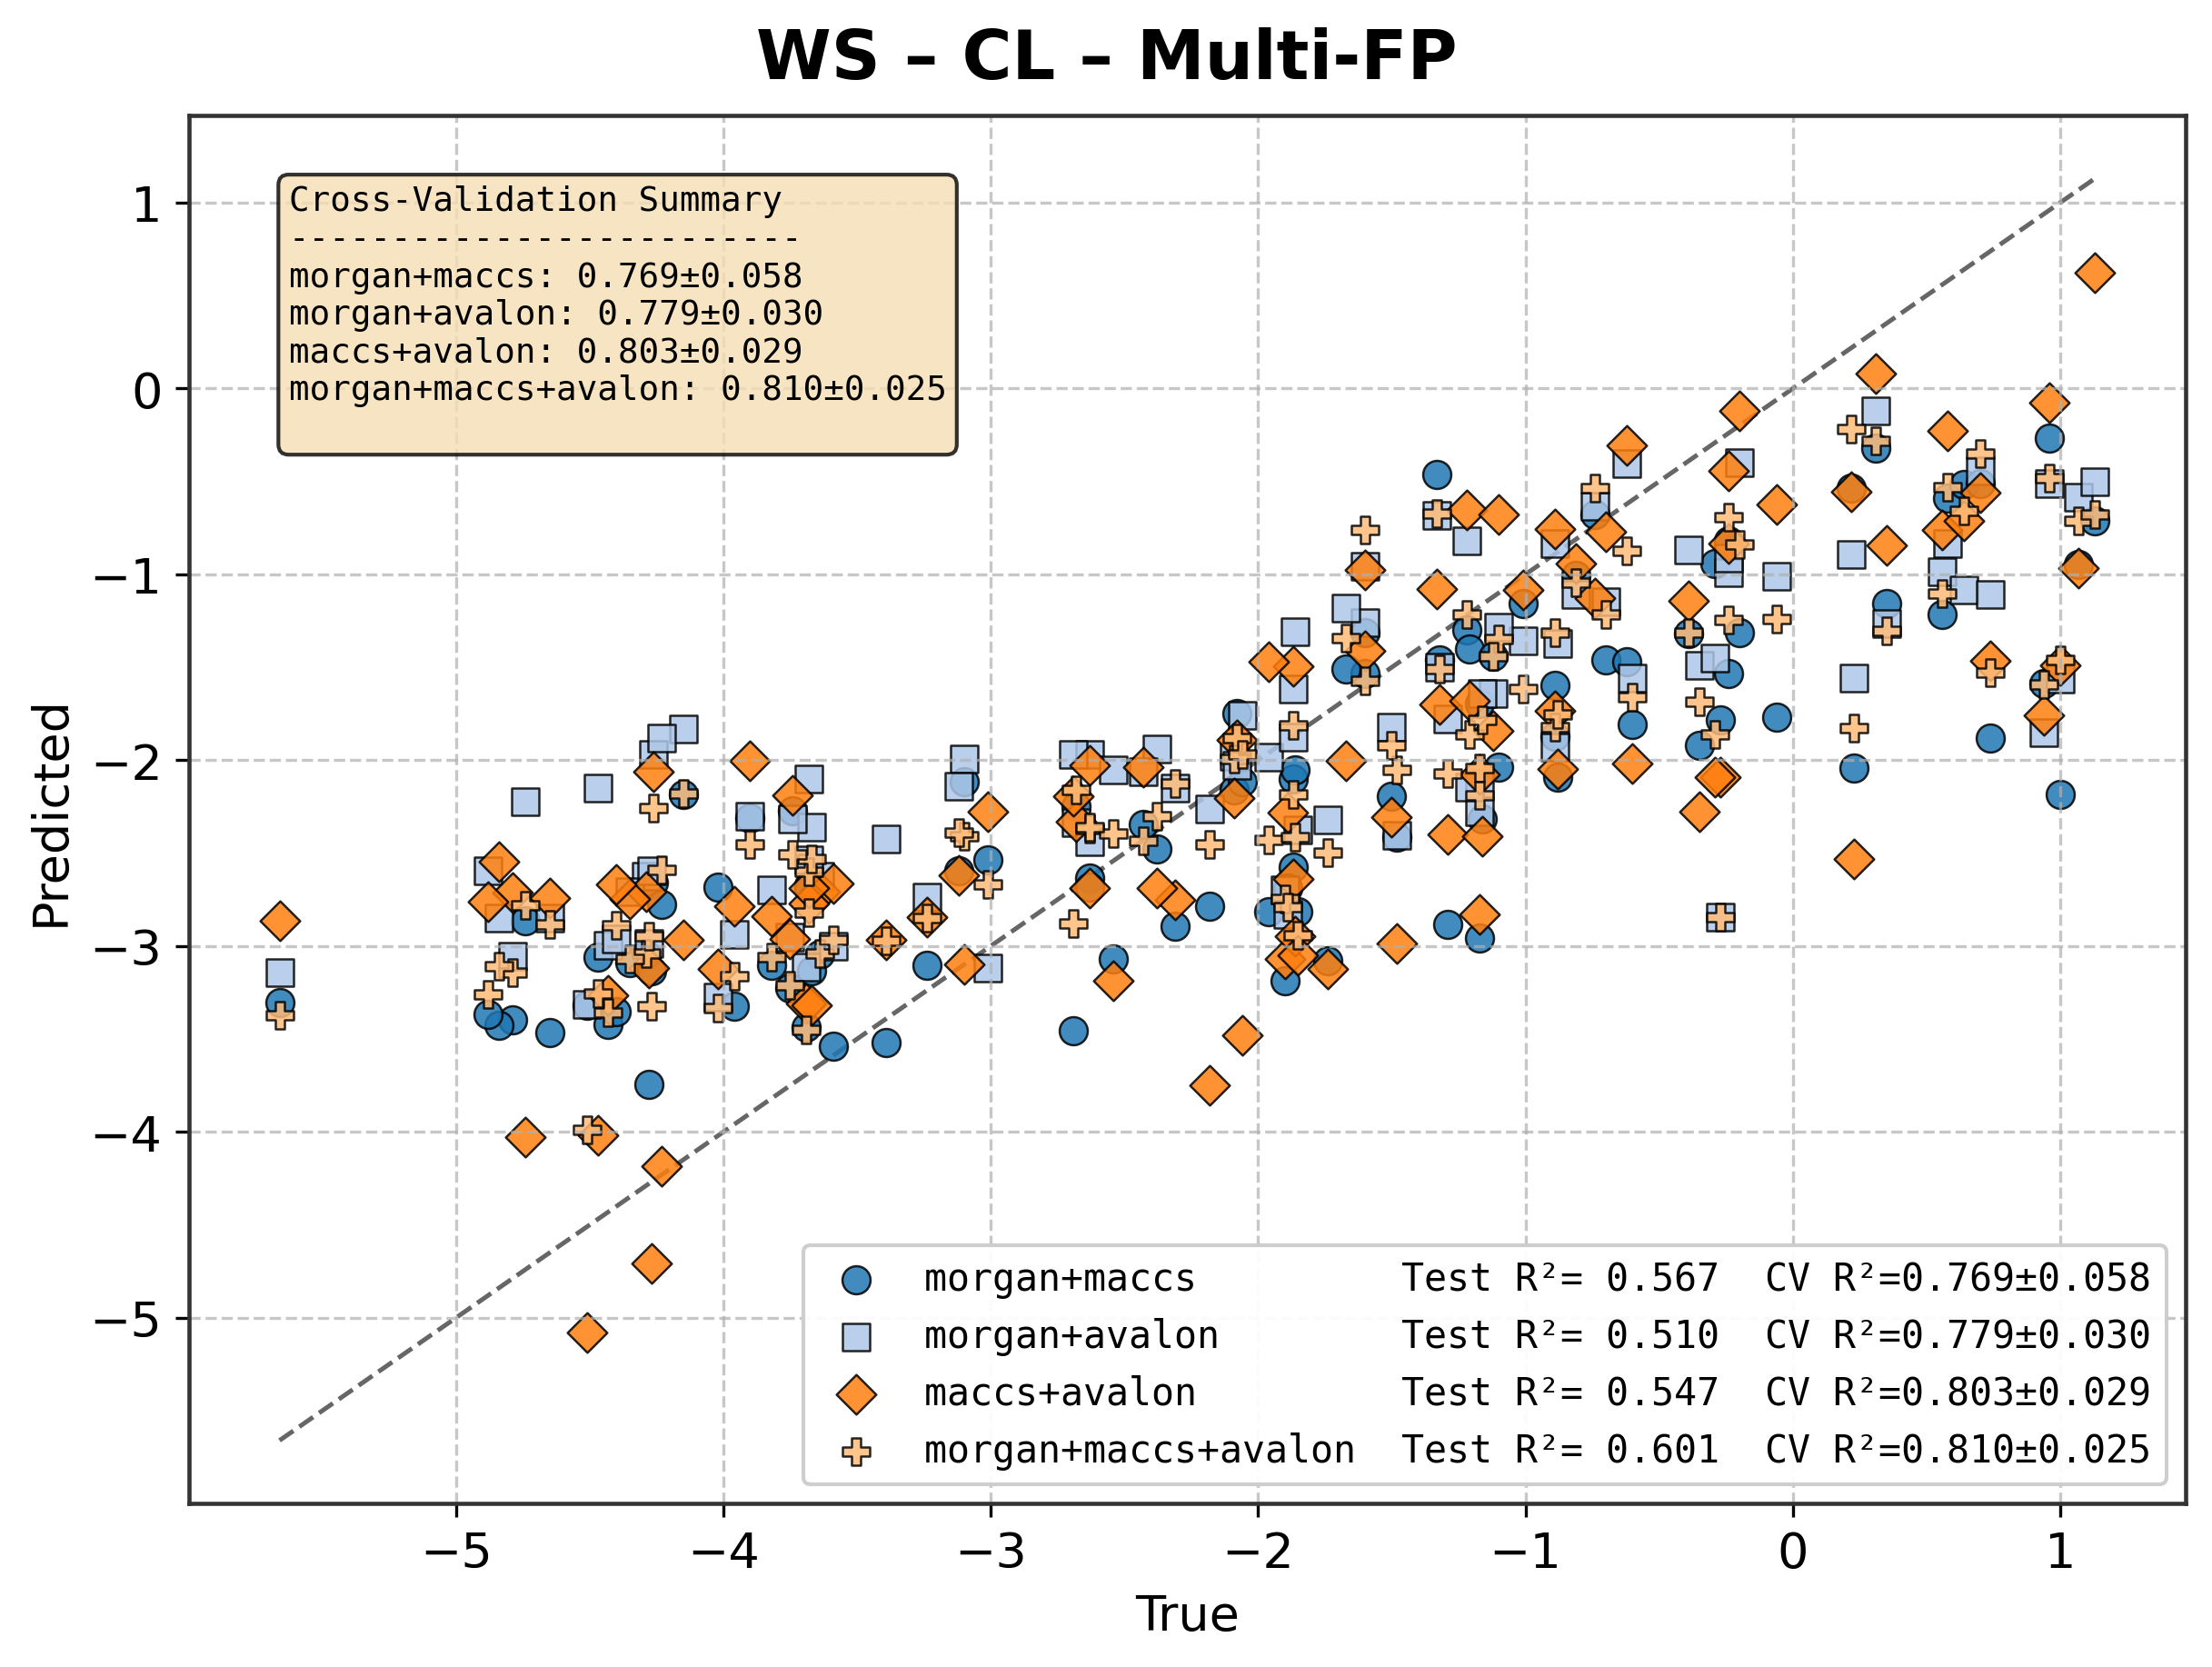 WS – CL – Multi-FP
Cross-Validation Summary
-------------------------
morgan+maccs: 0.769±0.058
morgan+avalon: 0.779±0.030
maccs+avalon: 0.803±0.029
morgan+maccs+avalon: 0.810±0.025
1
0
−1
−2
−3
−4
−5
Predicted
morgan+maccs Test R²= 0.567 CV R²=0.769±0.058
morgan+avalon Test R²= 0.510 CV R²=0.779±0.030
maccs+avalon Test R²= 0.547 CV R²=0.803±0.029
morgan+maccs+avalon Test R²= 0.601 CV R²=0.810±0.025
−5 −4 −3 −2 −1 0 1
True